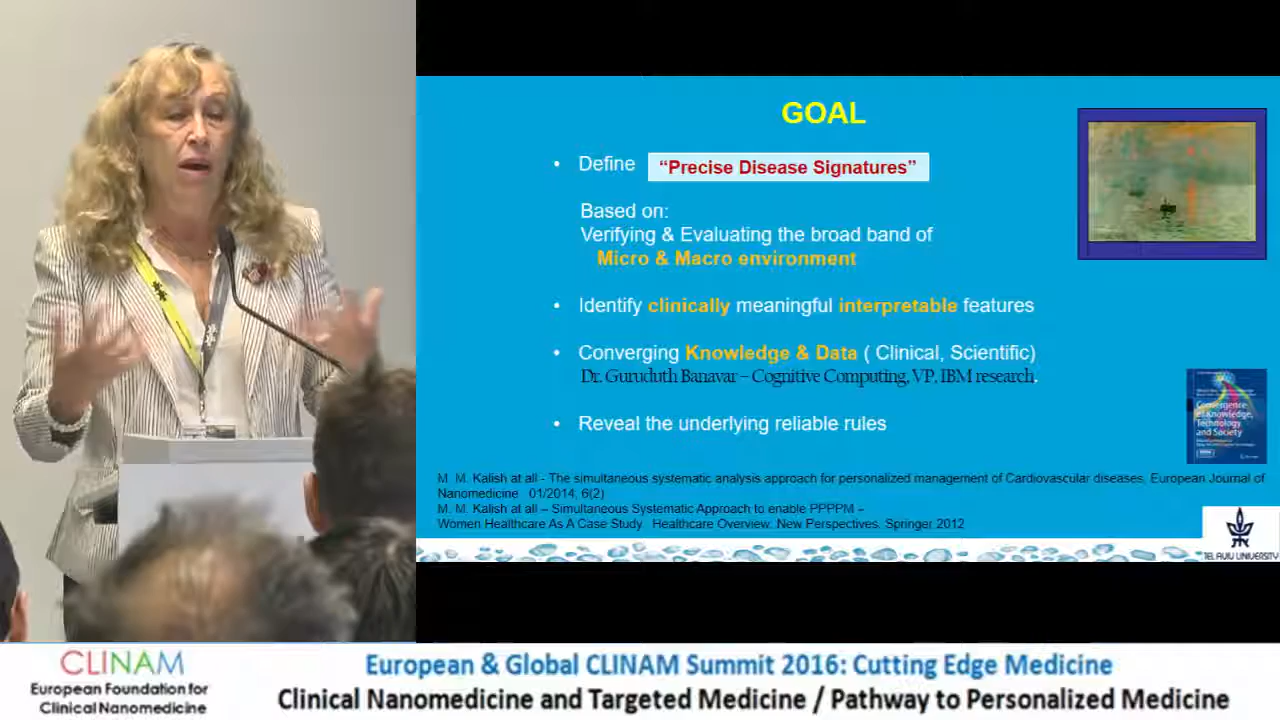 GOAL
• Define “Precise Disease Signatures”
Based on:
Verifying & Evaluating the broad band of
Micro & Macro environment
• Identify clinically meaningful interpretable features
• Converging Knowledge & Data ( Clinical, Scientific)
Dr. Guruduth Banavar – Cognitive Computing, VP, IBM research.
• Reveal the underlying reliable rules
Convergence
of Knowledge,
Technology
and Society
M. M. Kalish at all - The simultaneous systematic analysis approach for personalized management of Cardiovascular diseases, European Journal of
Nanomedicine 01/2014; 6(2)
M. M. Kalish at all – Simultaneous Systematic Approach to enable PPPPM –
Women Healthcare As A Case Study. Healthcare Overview: New Perspectives. Springer 2012
TEL AVIV UNIVERSITY
CLINAM
European Foundation for
Clinical Nanomedicine
European & Global CLINAM Summit 2016: Cutting Edge Medicine
Clinical Nanomedicine and Targeted Medicine / Pathway to Personalized Medicine